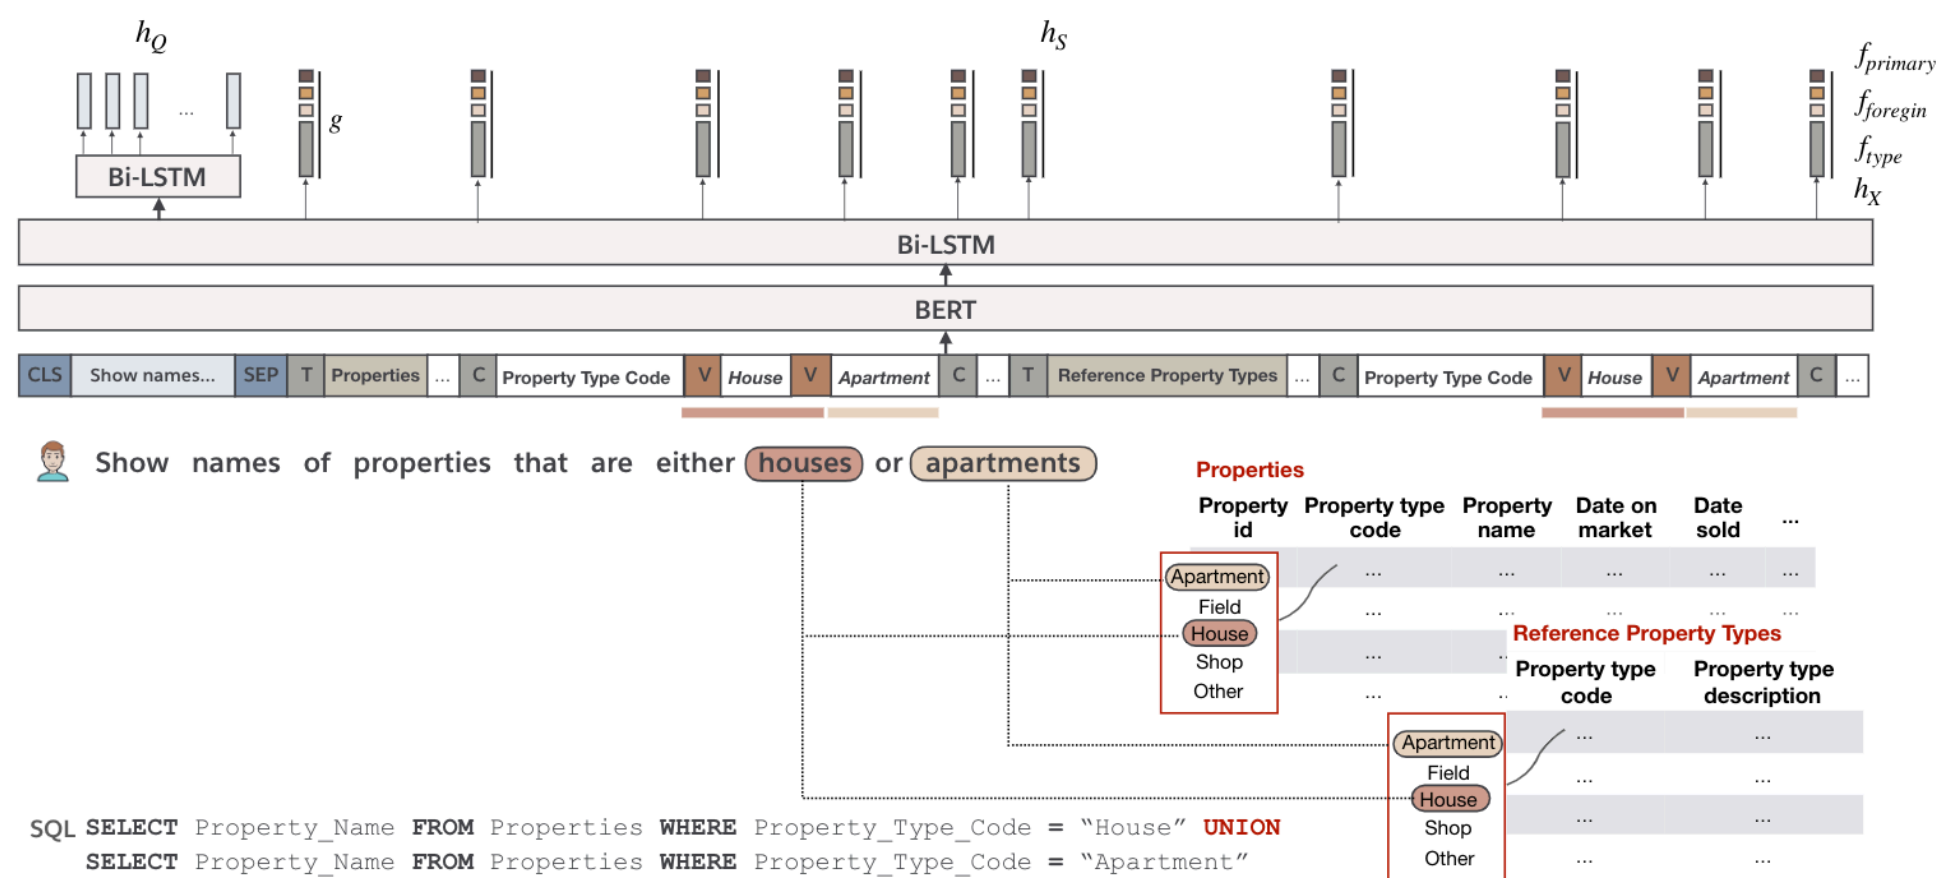 h_Q h_S
f_primary
f_foregin
f_type
h_X
...
g
Bi-LSTM
Bi-LSTM
BERT
CLS Show names... SEP T Properties ... C Property Type Code V House V Apartment C ... T Reference Property Types ... C Property Type Code V House V Apartment C ...
Show names of properties that are either houses or apartments
Properties
Property id Property type code Property name Date on market Date sold ...
Apartment ... ... ... ... ...
Field
... ... ... ... ...
House
... ..
Shop
Other
... ..
Reference Property Types
Property type code Property type description
Apartment ... ...
Field
... ...
House
... ...
Shop
Other
... ...
SQL SELECT Property_Name FROM Properties WHERE Property_Type_Code = “House” UNION
SELECT Property_Name FROM Properties WHERE Property_Type_Code = “Apartment”